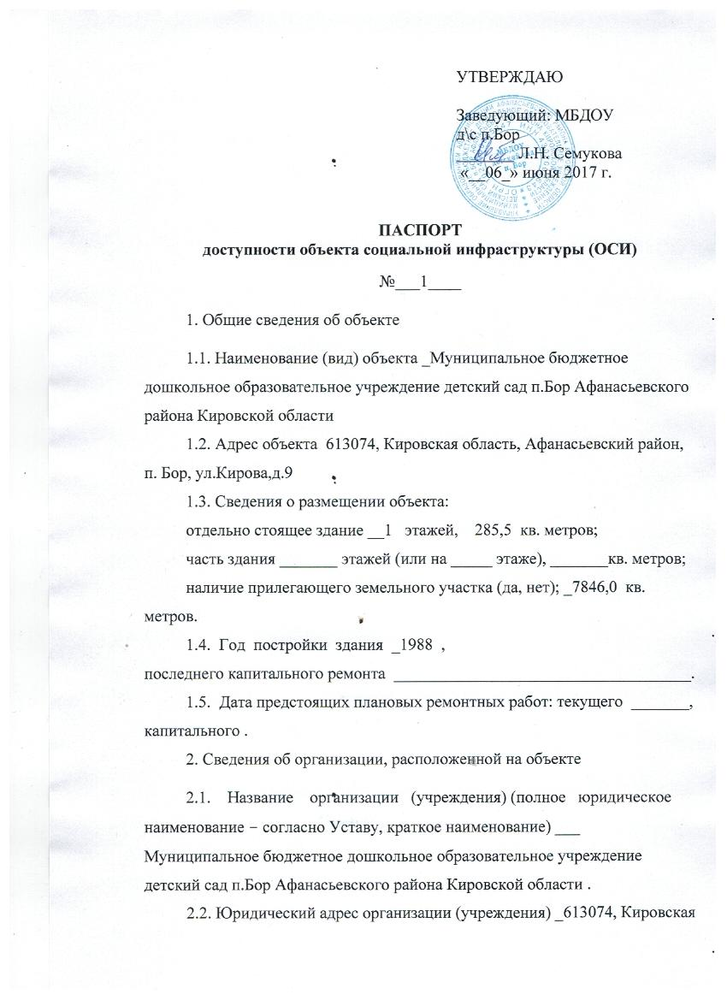 УТВЕРЖДАЮ
Заведующий: МБДОУ
д\с п.Бор
_______ Л.Н. Семукова
«__06_» июня 2017 г.
ПАСПОРТ
доступности объекта социальной инфраструктуры (ОСИ)
№___1____
1. Общие сведения об объекте
1.1. Наименование (вид) объекта _Муниципальное бюджетное
дошкольное образовательное учреждение детский сад п.Бор Афанасьевского
района Кировской области
1.2. Адрес объекта 613074, Кировская область, Афанасьевский район,
п. Бор, ул.Кирова,д.9
1.3. Сведения о размещении объекта:
отдельно стоящее здание __1 этажей, 285,5 кв. метров;
часть здания _______ этажей (или на _____ этаже), _______кв. метров;
наличие прилегающего земельного участка (да, нет); _7846,0 кв.
метров.
1.4. Год постройки здания _1988 ,
последнего капитального ремонта ____________________________________.
1.5. Дата предстоящих плановых ремонтных работ: текущего _______,
капитального .
2. Сведения об организации, расположенной на объекте
2.1. Название организации (учреждения) (полное юридическое
наименование – согласно Уставу, краткое наименование) ___
Муниципальное бюджетное дошкольное образовательное учреждение
детский сад п.Бор Афанасьевского района Кировской области .
2.2. Юридический адрес организации (учреждения) _613074, Кировская